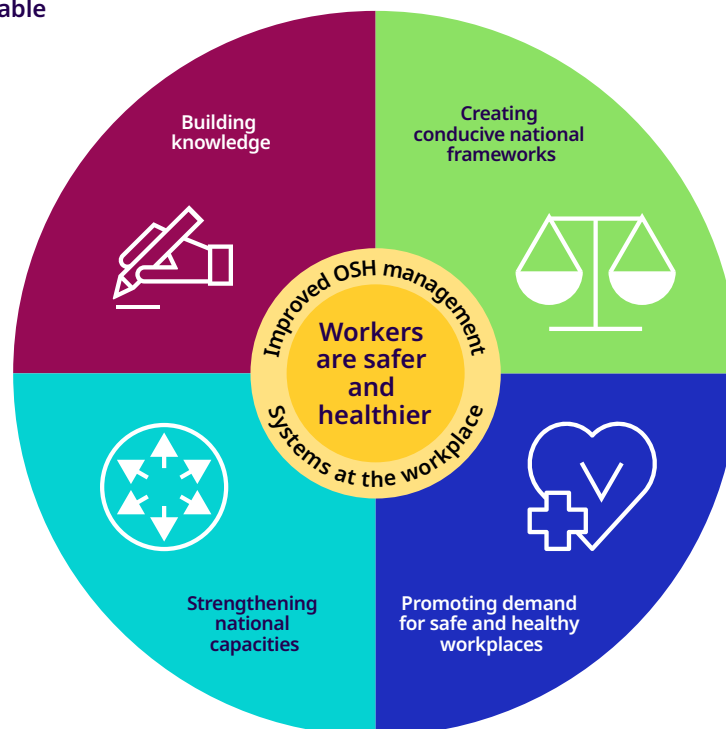 able
Building
knowledge
Creating
conducive national
frameworks
Improved OSH management
Workers
are safer
and
healthier
Systems at the workplace
Strengthening
national
capacities
Promoting demand
for safe and healthy
workplaces